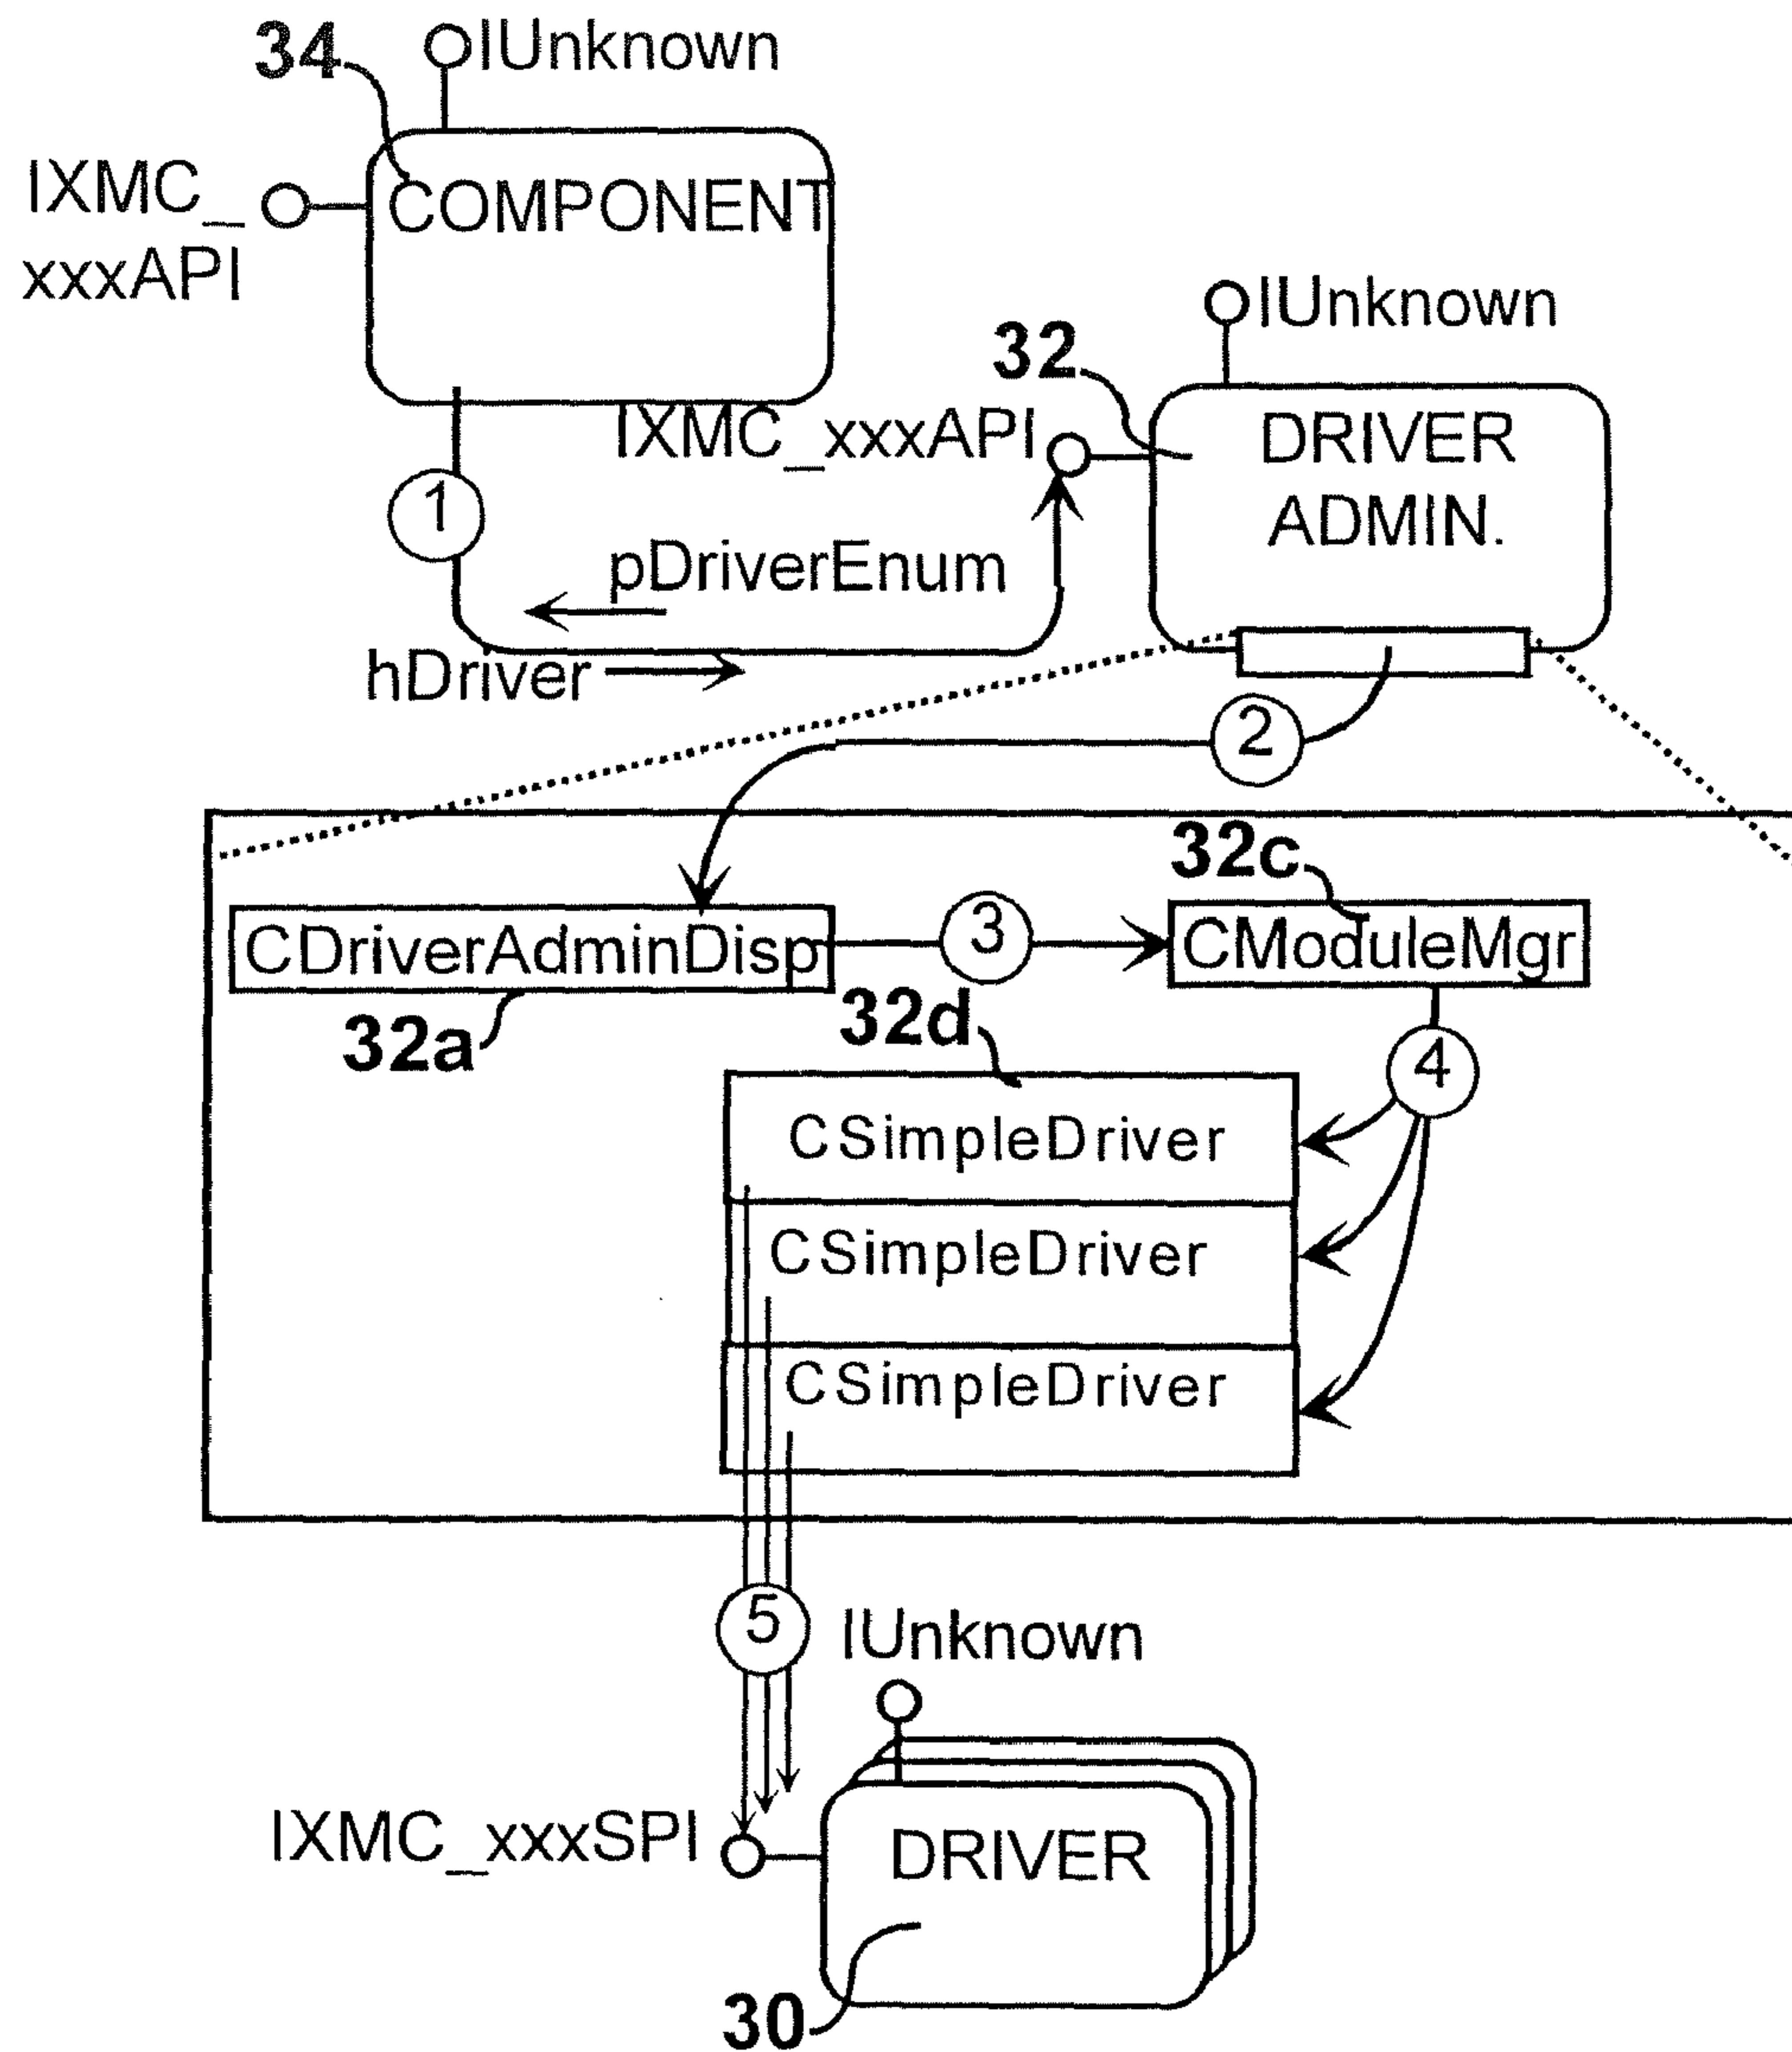 34
IUnknown
IXMC_
xxxAPI
COMPONENT
IUnknown
32
IXMC_xxxAPI
DRIVER
ADMIN.
1
pDriverEnum
hDriver
2
32c
CDriverAdminDisp
3
CModuleMgr
32a
32d
4
CSimpleDriver
CSimpleDriver
CSimpleDriver
5
IUnknown
IXMC_xxxSPI
DRIVER
30